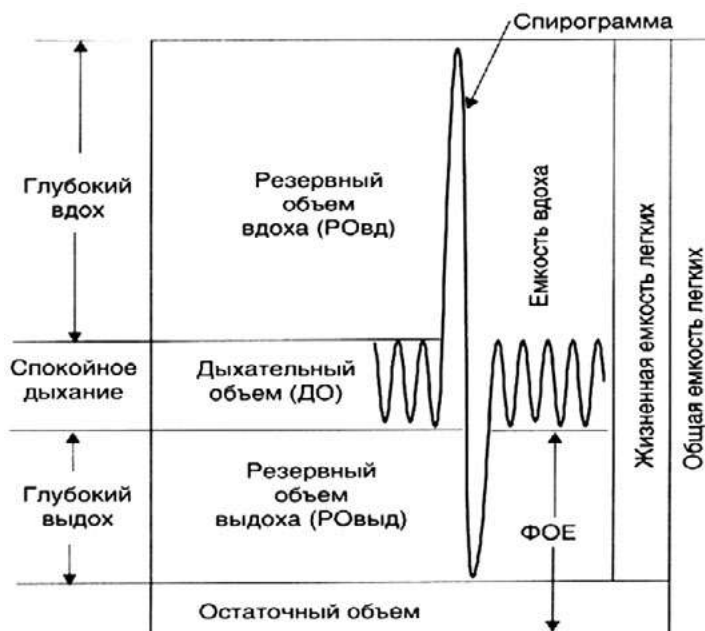 Спирограмма
Глубокий
вдох
Резервный
объем
вдоха (РОвд)
Емкость вдоха
Жизненная емкость легких
Общая емкость легких
Спокойное
дыхание
Дыхательный
объем (ДО)
Глубокий
выдох
Резервный
объем
выдоха (РОвыд)
ФОЕ
Остаточный объем